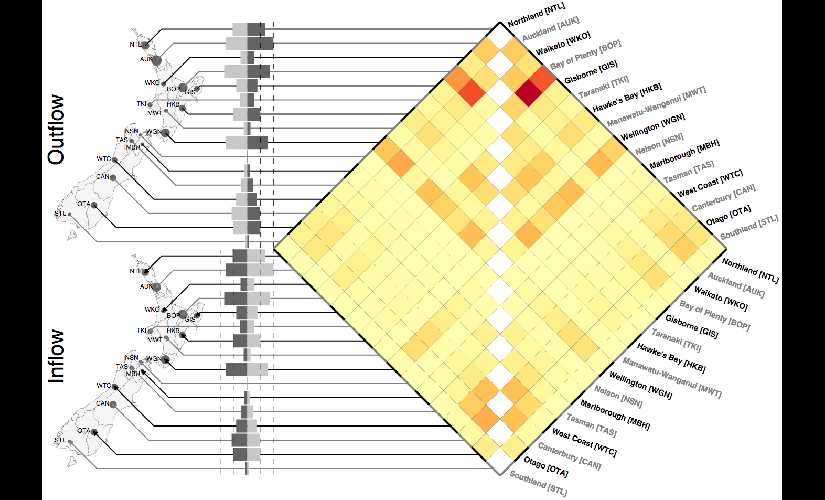 Outflow
NTL
AUK
WKO
BOP
GIS
TKI
HKB
MWT
NSN
WGN
TAS
MBH
WTC
CAN
OTA
STL
Northland [NTL]
Auckland [AUK]
Waikato [WKO]
Bay of Plenty [BOP]
Gisborne [GIS]
Taranaki [TKI]
Hawke's Bay [HKB]
Manawatu-Wanganui [MWT]
Wellington [WGN]
Nelson [NSN]
Marlborough [MBH]
Tasman [TAS]
West Coast [WTC]
Canterbury [CAN]
Otago [OTA]
Southland [STL]
Inflow
NTL
AUK
WKO
BOP
GIS
TKI
HKB
MWT
NSN
WGN
TAS
MBH
WTC
CAN
OTA
STL
Northland [NTL]
Auckland [AUK]
Waikato [WKO]
Bay of Plenty [BOP]
Gisborne [GIS]
Taranaki [TKI]
Hawke's Bay [HKB]
Manawatu-Wanganui [MWT]
Wellington [WGN]
Nelson [NSN]
Marlborough [MBH]
Tasman [TAS]
West Coast [WTC]
Canterbury [CAN]
Otago [OTA]
Southland [STL]